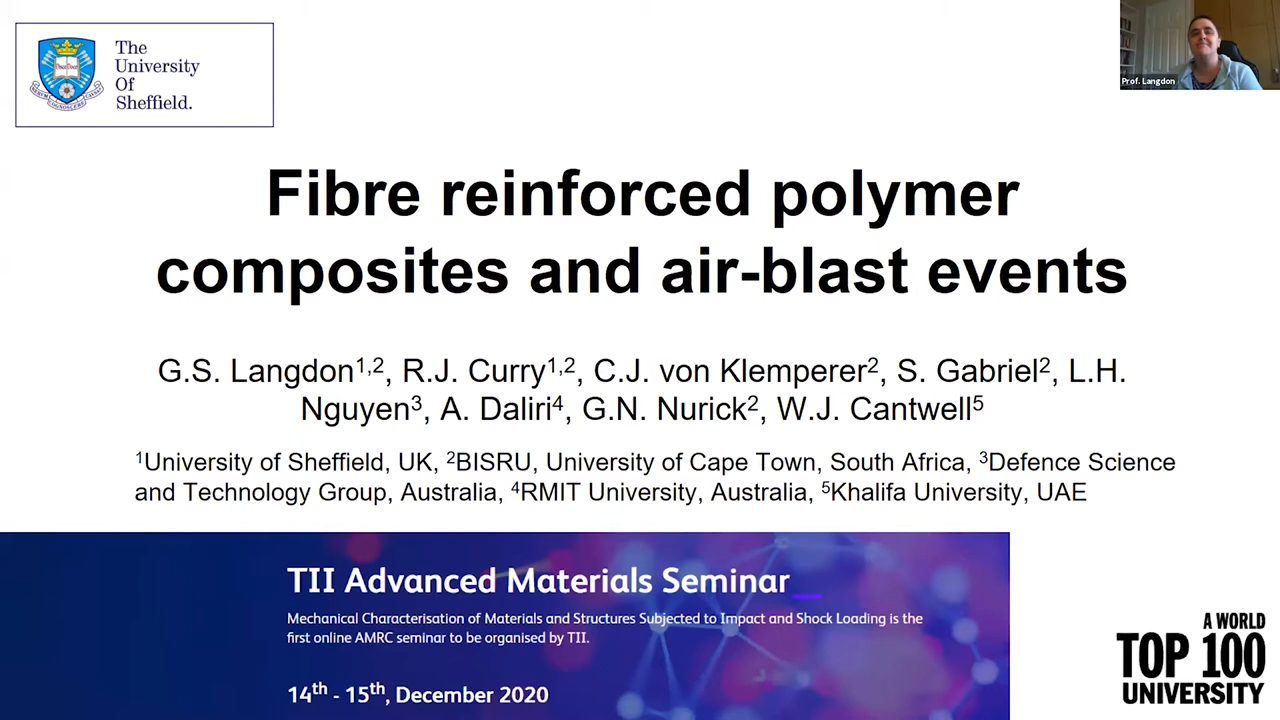 The
University
Of
Sheffield.
Prof. Langdon
Fibre reinforced polymer
composites and air-blast events
G.S. Langdon1,2, R.J. Curry1,2, C.J. von Klemperer2, S. Gabriel2, L.H.
Nguyen3, A. Daliri4, G.N. Nurick2, W.J. Cantwell5
1University of Sheffield, UK, 2BISRU, University of Cape Town, South Africa, 3Defence Science
and Technology Group, Australia, 4RMIT University, Australia, 5Khalifa University, UAE
TII Advanced Materials Seminar
Mechanical Characterisation of Materials and Structures Subjected to Impact and Shock Loading is the
first online AMRC seminar to be organised by TII.
14th - 15th, December 2020
A WORLD
TOP 100
UNIVERSITY